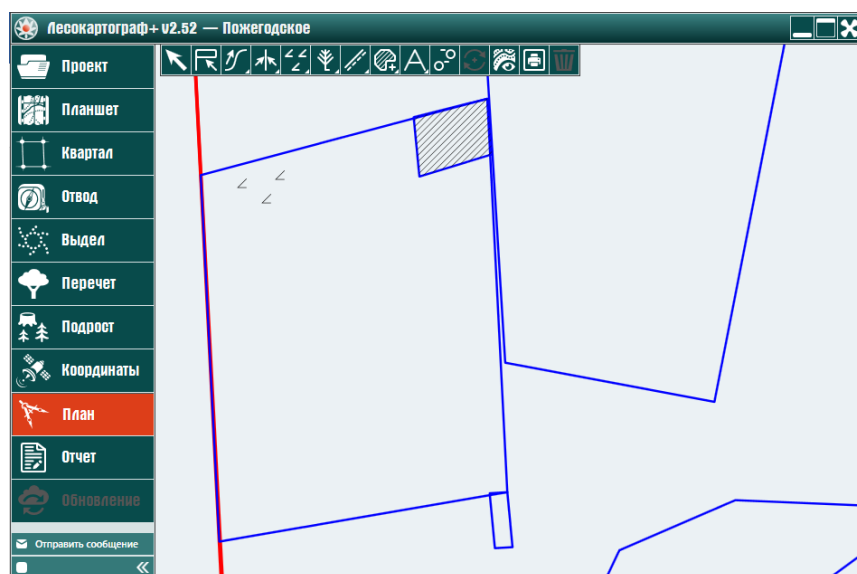 Лесокартограф+ v2.52 — Пожегодское
Проект
Планшет
Квартал
Отвод
Выдел
Перечет
Подрост
Координаты
План
Отчет
Обновление
Отправить сообщение